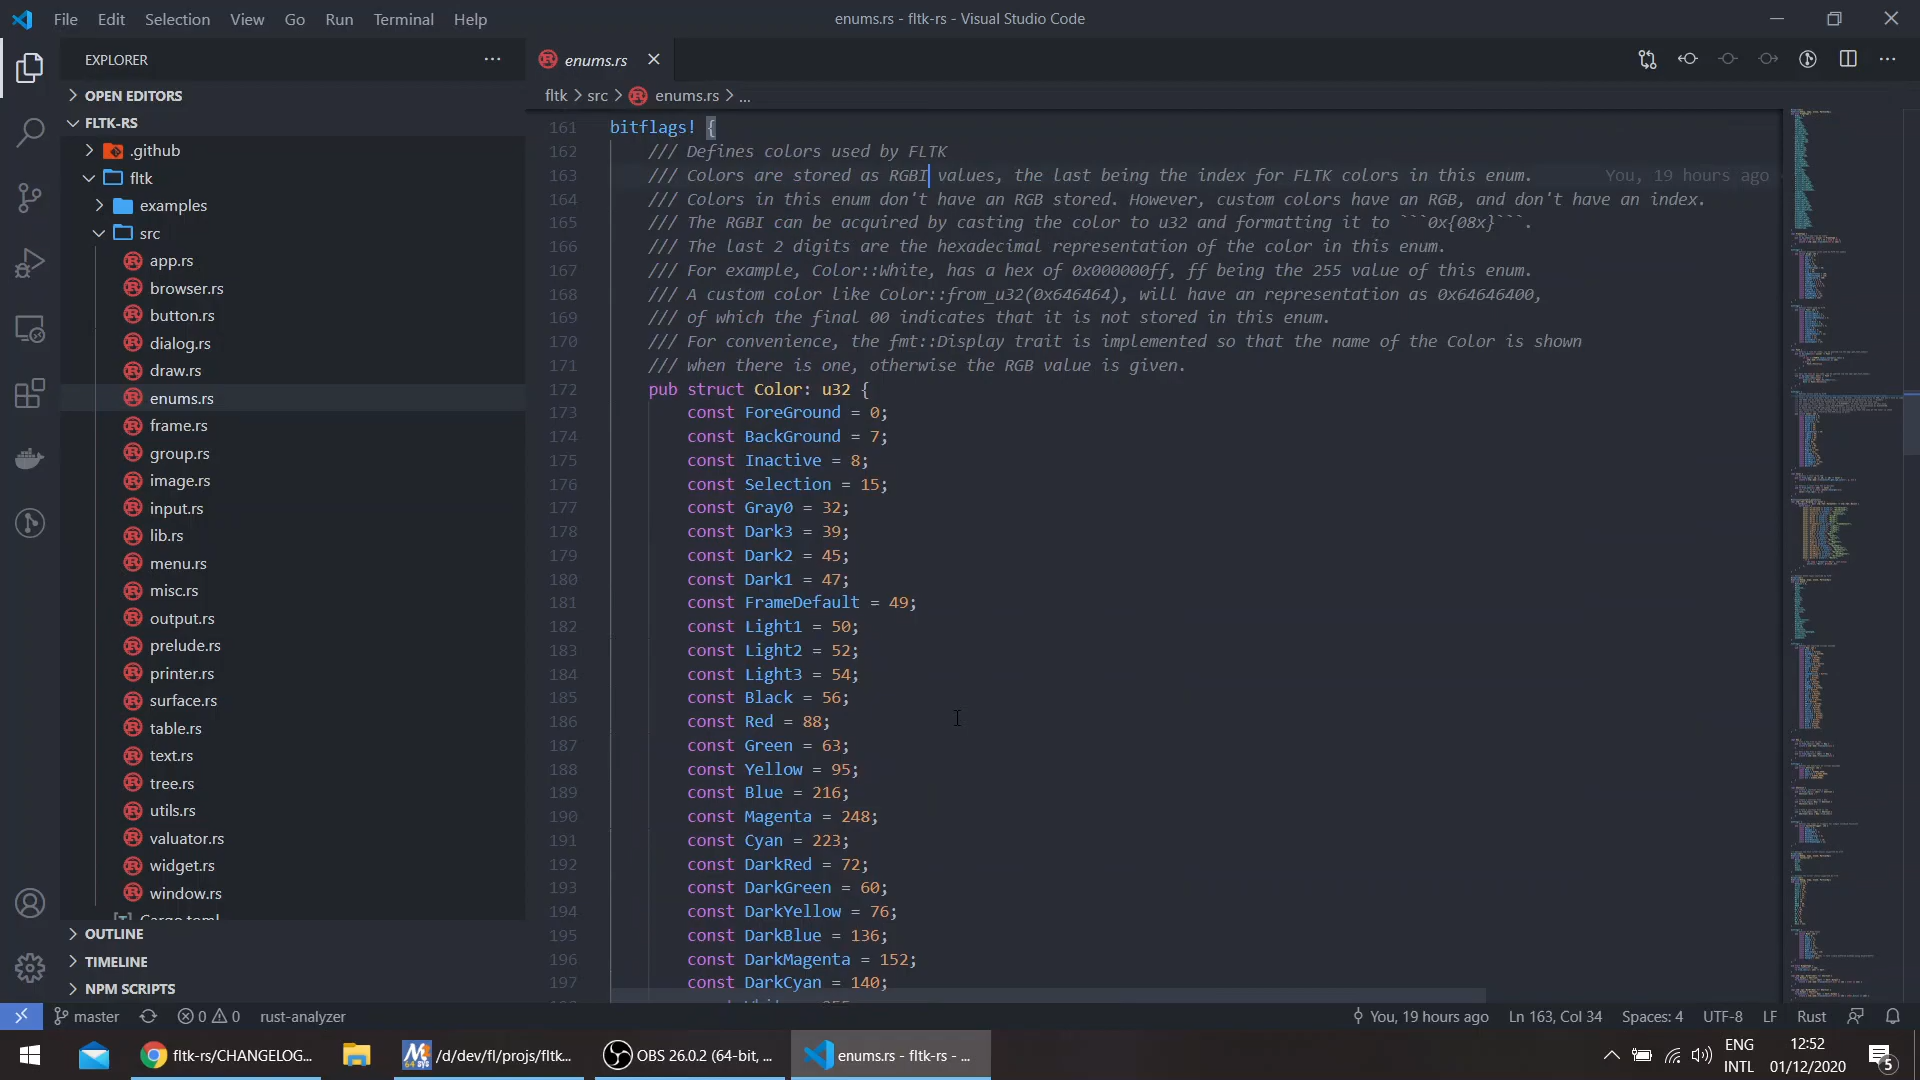 File Edit Selection View Go Run Terminal Help
enums.rs - fltk-rs - Visual Studio Code
EXPLORER
OPEN EDITORS
FLTK-RS
.github
fltk
examples
src
app.rs
browser.rs
button.rs
dialog.rs
draw.rs
enums.rs
frame.rs
group.rs
image.rs
input.rs
lib.rs
menu.rs
misc.rs
output.rs
prelude.rs
printer.rs
surface.rs
table.rs
text.rs
tree.rs
utils.rs
valuator.rs
widget.rs
window.rs
Cargo.toml
OUTLINE
TIMELINE
NPM SCRIPTS
enums.rs
fltk > src > enums.rs > ...
161 bitflags! {
162 /// Defines colors used by FLTK
163 /// Colors are stored as RGBI values, the last being the index for FLTK colors in this enum. You, 19 hours ago
164 /// Colors in this enum don't have an RGB stored. However, custom colors have an RGB, and don't have an index.
165 /// The RGBI can be acquired by casting the color to u32 and formatting it to ```0x{08x}```.
166 /// The last 2 digits are the hexadecimal representation of the color in this enum.
167 /// For example, Color::White, has a hex of 0x000000ff, ff being the 255 value of this enum.
168 /// A custom color like Color::from_u32(0x646464), will have an representation as 0x64646400,
169 /// of which the final 00 indicates that it is not stored in this enum.
170 /// For convenience, the fmt::Display trait is implemented so that the name of the Color is shown
171 /// when there is one, otherwise the RGB value is given.
172 pub struct Color: u32 {
173 const ForeGround = 0;
174 const BackGround = 7;
175 const Inactive = 8;
176 const Selection = 15;
177 const Gray0 = 32;
178 const Dark3 = 39;
179 const Dark2 = 45;
180 const Dark1 = 47;
181 const FrameDefault = 49;
182 const Light1 = 50;
183 const Light2 = 52;
184 const Light3 = 54;
185 const Black = 56;
186 const Red = 88;
187 const Green = 63;
188 const Yellow = 95;
189 const Blue = 216;
190 const Magenta = 248;
191 const Cyan = 223;
192 const DarkRed = 72;
193 const DarkGreen = 60;
194 const DarkYellow = 76;
195 const DarkBlue = 136;
196 const DarkMagenta = 152;
197 const DarkCyan = 140;
master 0 0 rust-analyzer You, 19 hours ago Ln 163, Col 34 Spaces: 4 UTF-8 LF Rust
fltk-rs/CHANGELOG... /d/dev/fl/projs/fltk... OBS 26.0.2 (64-bit, ... enums.rs - fltk-rs - ...
ENG 12:52
INTL 01/12/2020 5